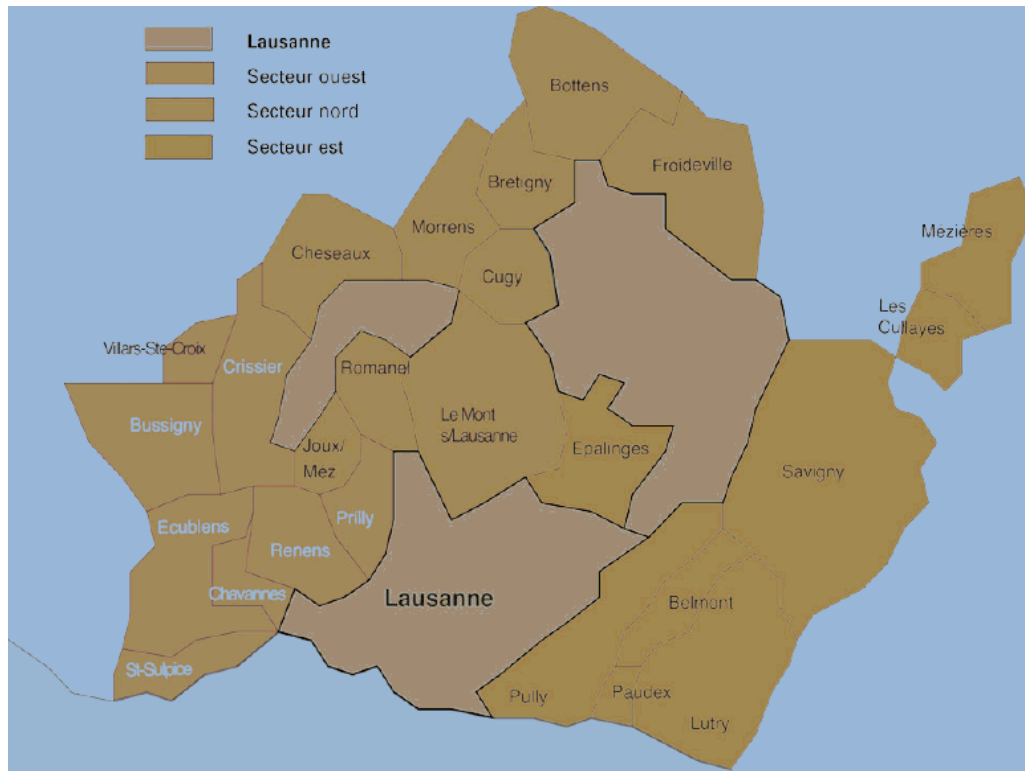 Lausanne
Secteur ouest
Secteur nord
Secteur est
Bottens
Froideville
Bretigny
Morrens
Mézières
Cheseaux
Cugy
Les
Cullayes
Villars-Ste-Croix
Crissier
Romanel
Le Mont
s/Lausanne
Bussigny
Joux/
Mez
Epalinges
Savigny
Ecublens
Prilly
Renens
Chavannes
Lausanne
Belmont
St-Sulpice
Pully
Paudex
Lutry